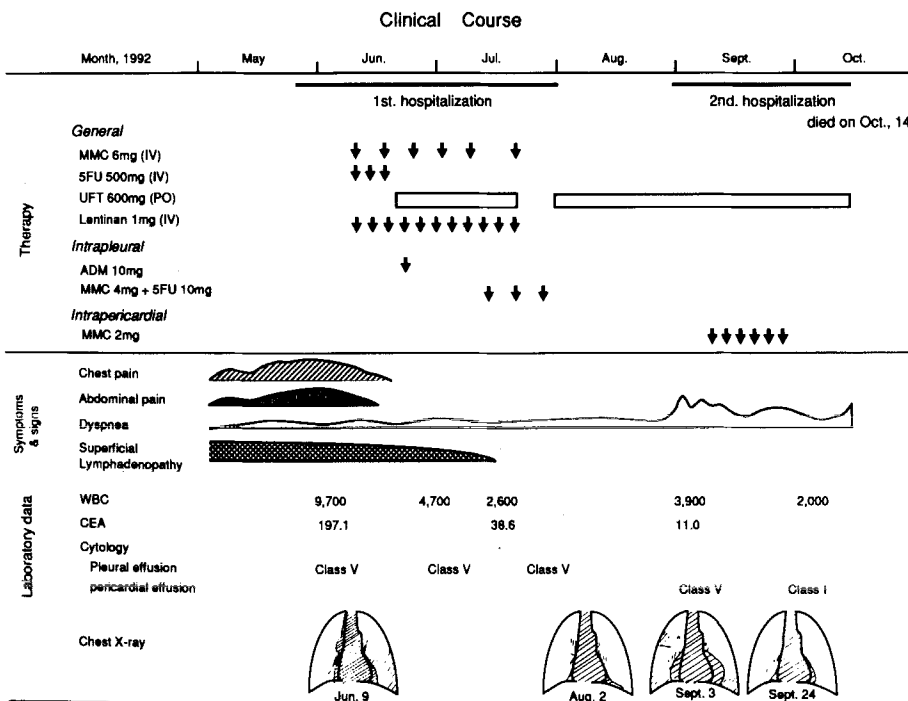 Clinical Course
Month, 1992 May Jun. Jul. Aug. Sept. Oct.
1st. hospitalization 2nd. hospitalization
died on Oct., 14
Therapy
General
MMC 6mg (IV)
5FU 500mg (IV)
UFT 600mg (PO)
Lentinan 1mg (IV)
Intrapleural
ADM 10mg
MMC 4mg + 5FU 10mg
Intrapericardial
MMC 2mg
Symptoms & signs
Chest pain
Abdominal pain
Dyspnea
Superficial
Lymphadenopathy
Laboratory data
WBC 9,700 4,700 2,600 3,900 2,000
CEA 197.1 38.6 11.0
Cytology
Pleural effusion Class V Class V Class V
pericardial effusion Class V Class I
Chest X-ray
Jun. 9 Aug. 2 Sept. 3 Sept. 24